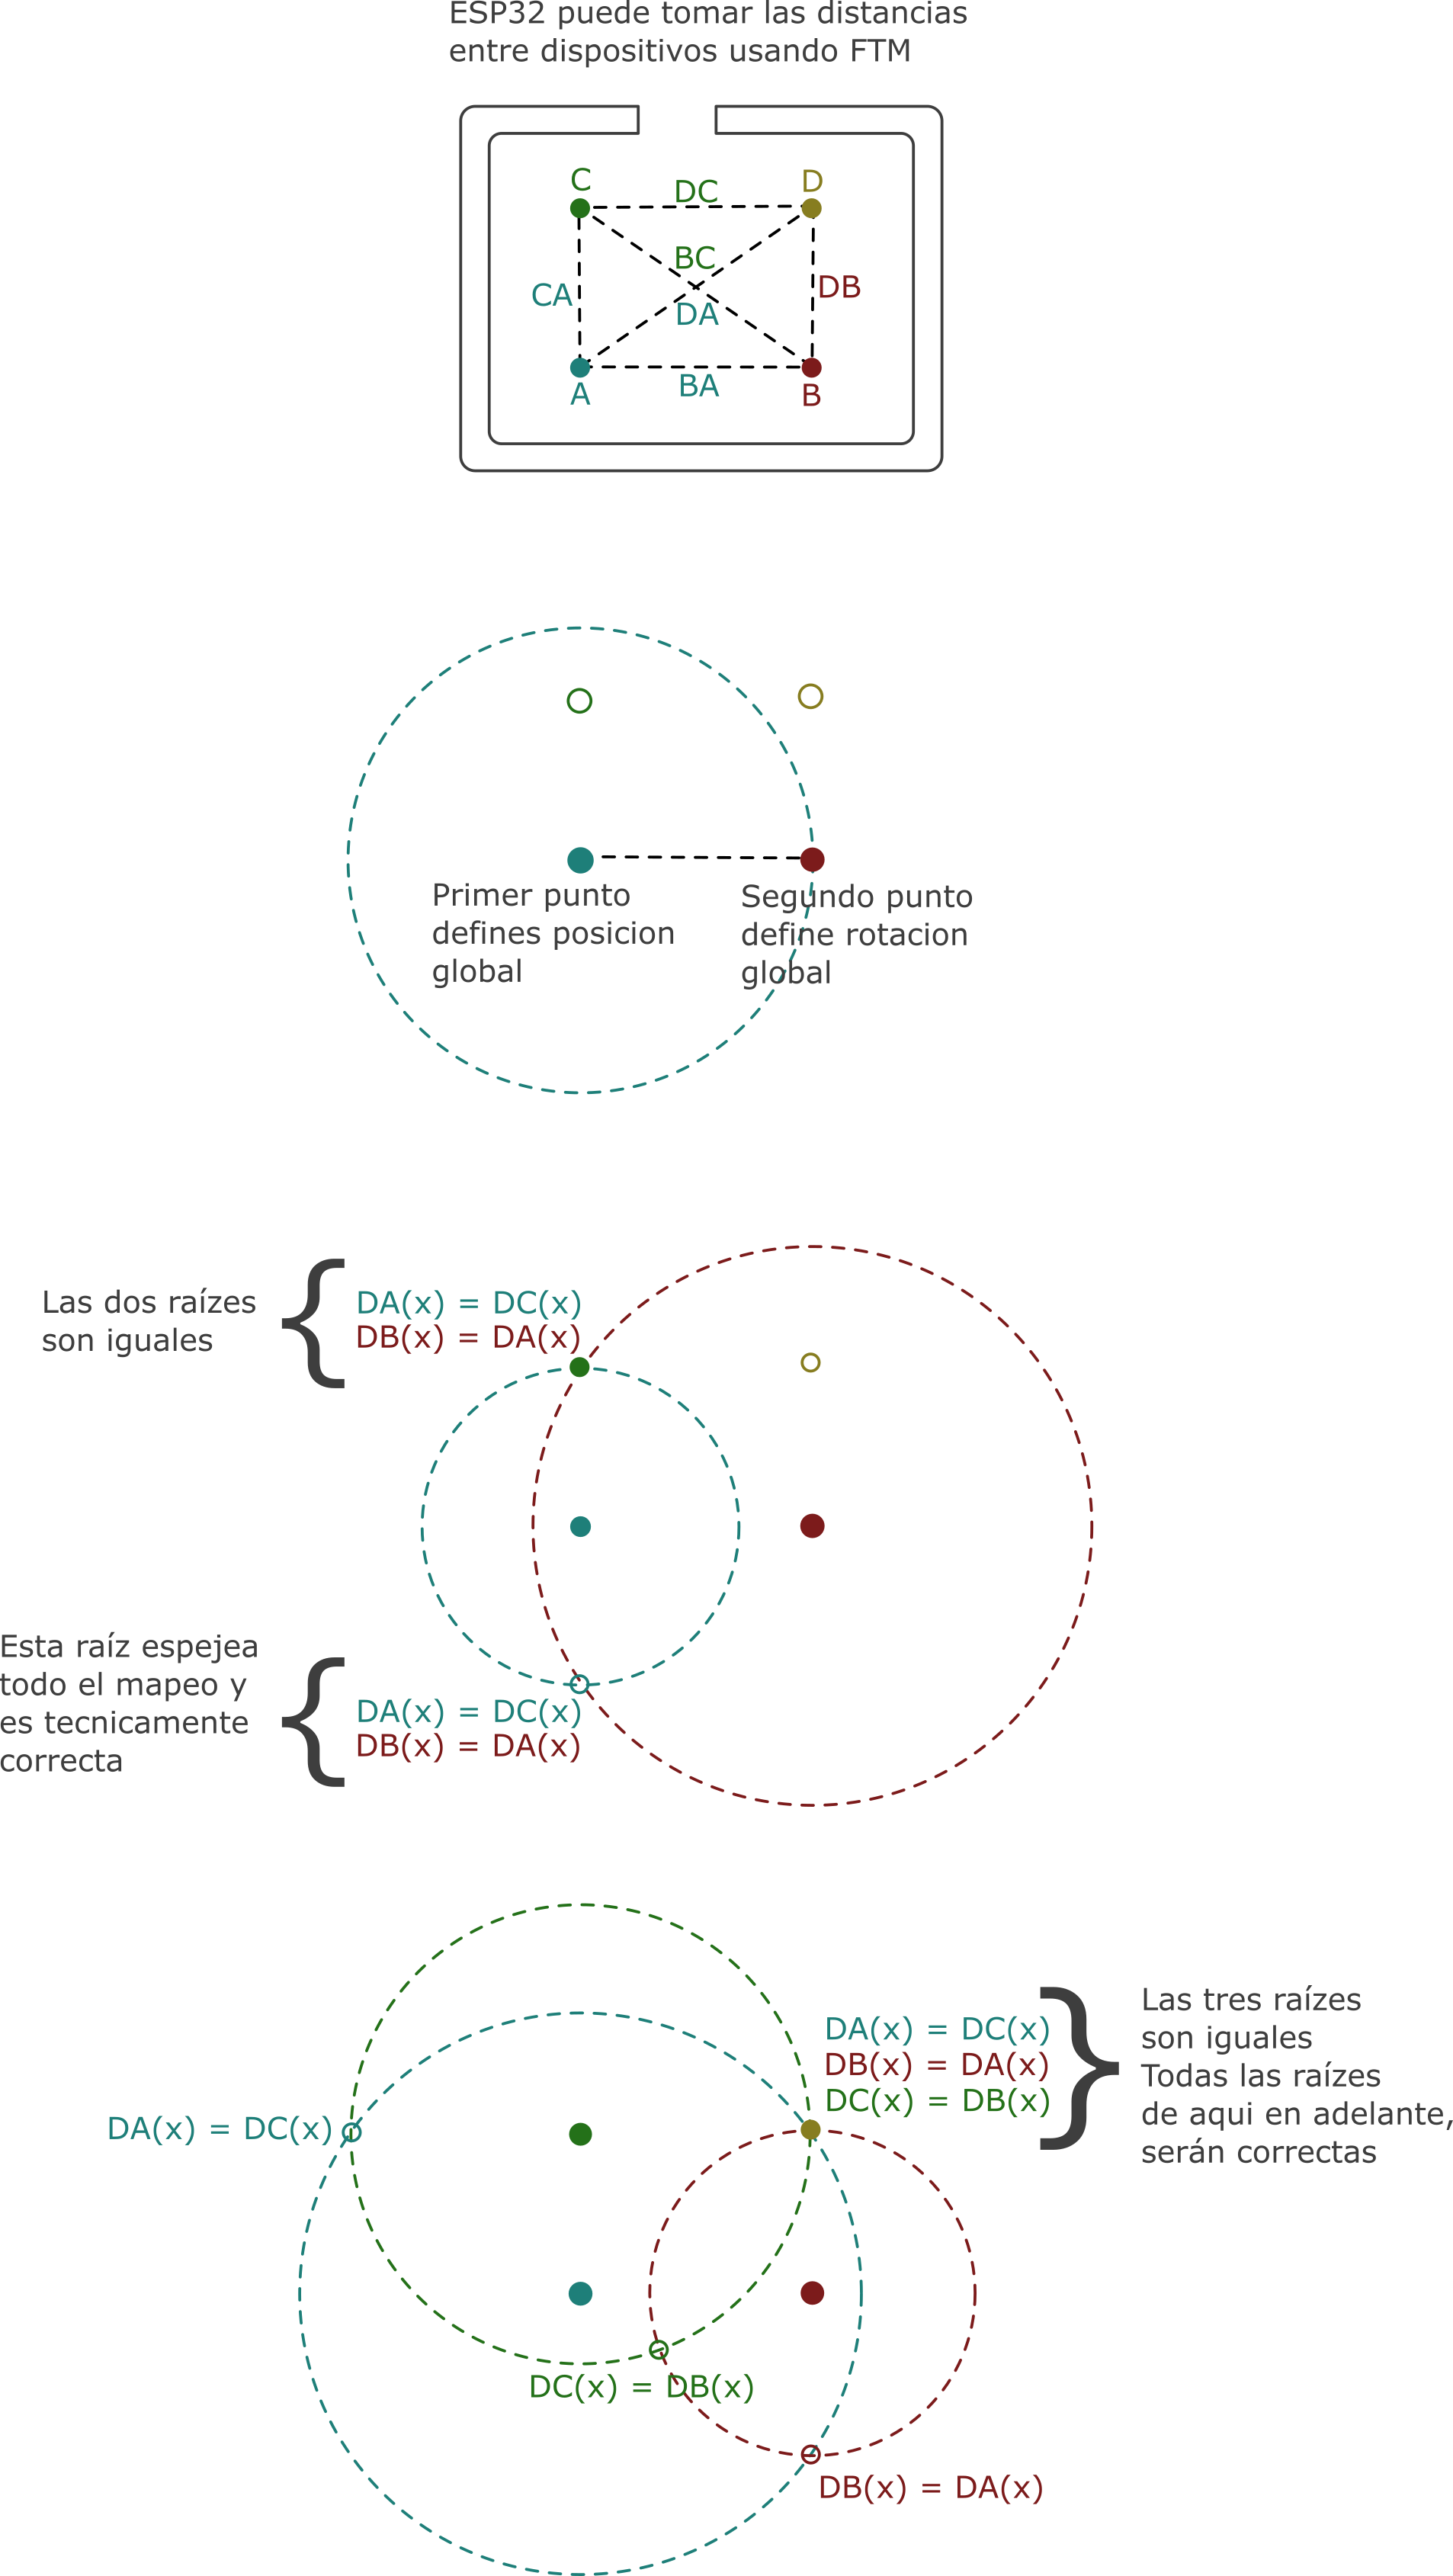 ESP32 puede tomar las distancias
entre dispositivos usando FTM
C
D
DC
BC
CA
DB
DA
A
BA
B
Primer punto
defines posicion
global
Segundo punto
define rotacion
global
Las dos raízes
son iguales
DA(x) = DC(x)
DB(x) = DA(x)
Esta raíz espejea
todo el mapeo y
es tecnicamente
correcta
DA(x) = DC(x)
DB(x) = DA(x)
DA(x) = DC(x)
DB(x) = DA(x)
DC(x) = DB(x)
Las tres raízes
son iguales
Todas las raízes
de aqui en adelante,
serán correctas
DA(x) = DC(x)
DC(x) = DB(x)
DB(x) = DA(x)